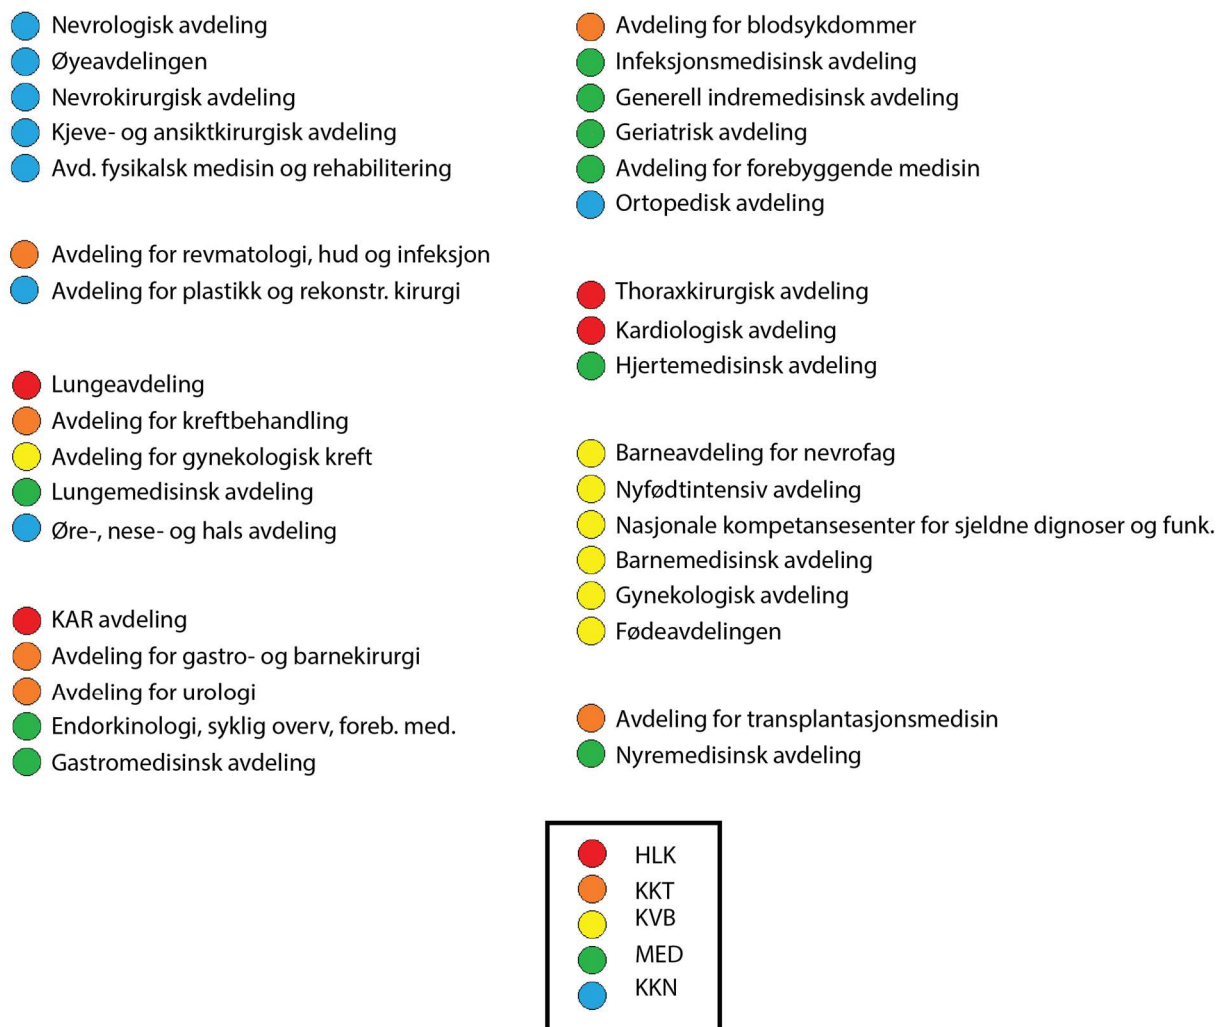 Nevrologisk avdeling
Øyeavdelingen
Nevrokirurgisk avdeling
Kjeve- og ansiktkirurgisk avdeling
Avd. fysikalsk medisin og rehabilitering
Avdeling for revmatologi, hud og infeksjon
Avdeling for plastikk og rekonstr. kirurgi
Lungeavdeling
Avdeling for kreftbehandling
Avdeling for gynekologisk kreft
Lungemedisinsk avdeling
Øre-, nese- og hals avdeling
KAR avdeling
Avdeling for gastro- og barnekirurgi
Avdeling for urologi
Endorkinologi, syklig overv, foreb. med.
Gastromedisinsk avdeling
Avdeling for blodsykdommer
Infeksjonsmedisinsk avdeling
Generell indremedisinsk avdeling
Geriatrisk avdeling
Avdeling for forebyggende medisin
Ortopedisk avdeling
Thoraxkirurgisk avdeling
Kardiologisk avdeling
Hjertemedisinsk avdeling
Barneavdeling for nevrofag
Nyfødtintensiv avdeling
Nasjonale kompetansesenter for sjeldne dignoser og funk.
Barnemedisinsk avdeling
Gynekologisk avdeling
Fødeavdelingen
Avdeling for transplantasjonsmedisin
Nyremedisinsk avdeling
HLK
KKT
KVB
MED
KKN